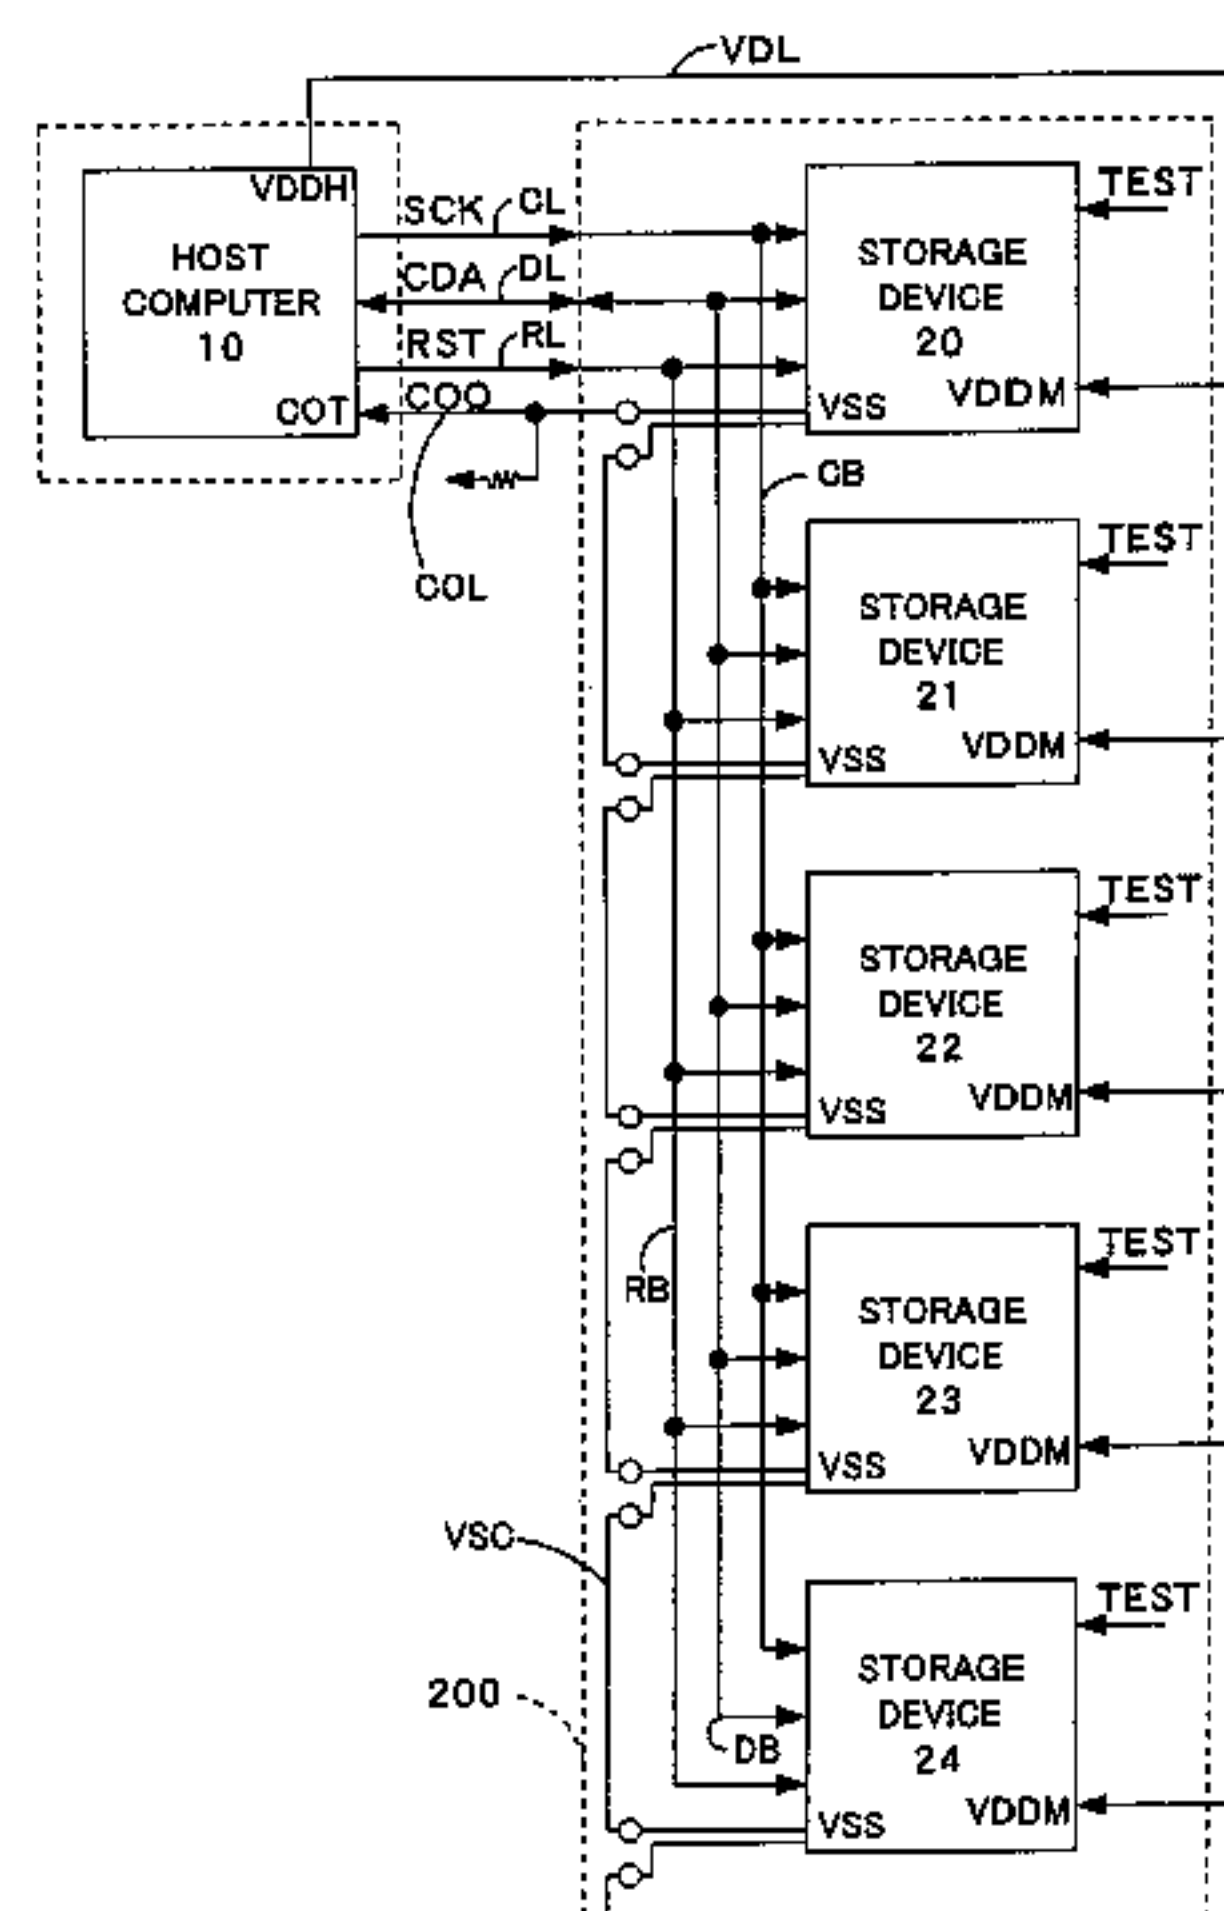 VDL
VDDH
HOST
COMPUTER
10
COT
SCK
CL
CDA
DL
RST
RL
COO
COL
TEST
STORAGE
DEVICE
20
VDDM
VSS
CB
TEST
STORAGE
DEVICE
21
VDDM
VSS
TEST
STORAGE
DEVICE
22
VDDM
VSS
RB
TEST
STORAGE
DEVICE
23
VDDM
VSS
VSC
200
TEST
STORAGE
DEVICE
24
DB
VDDM
VSS